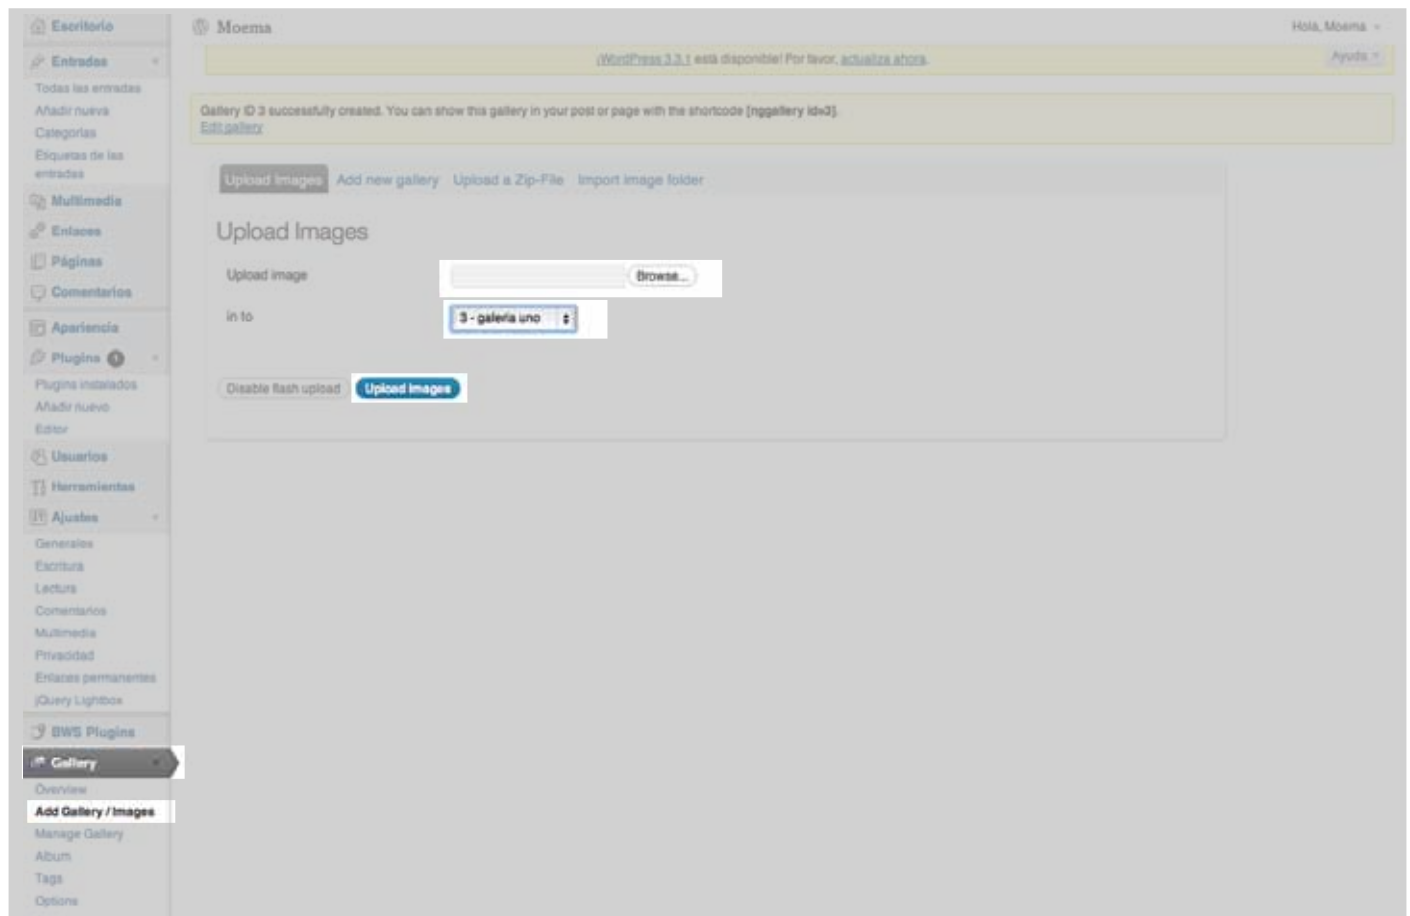 Escritorio
Moema
Hola, Moema
¡WordPress 3.3.1 está disponible! Por favor, actualiza ahora.
Ayuda
Entradas
Todas las entradas
Añadir nueva
Categorías
Etiquetas de las
entradas
Multimedia
Enlaces
Páginas
Comentarios
Apariencia
Plugins 1
Plugins instalados
Añadir nuevo
Editor
Usuarios
Herramientas
Ajustes
Generales
Escritura
Lectura
Comentarios
Multimedia
Privacidad
Enlaces permanentes
jQuery Lightbox
BWS Plugins
Gallery
Overview
Add Gallery / Images
Manage Gallery
Album
Tags
Options
Gallery ID 3 successfully created. You can show this gallery in your post or page with the shortcode [nggallery id=3].
Edit gallery
Upload Images Add new gallery Upload a Zip-File Import image folder
Upload Images
Upload image Browse...
in to 3 - galeria uno
Disable flash upload Upload images